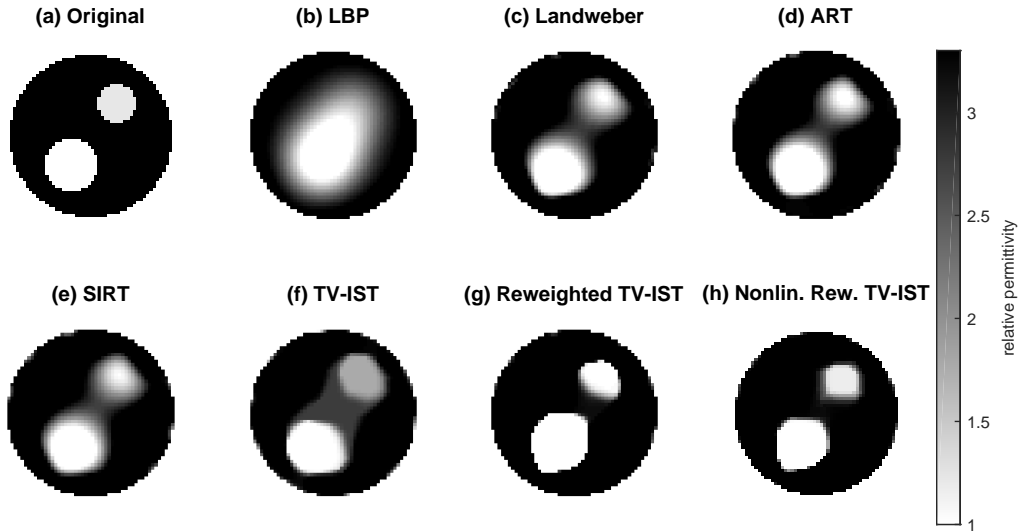 (a) Original
(b) LBP
(c) Landweber
(d) ART
(e) SIRT
(f) TV-IST
(g) Reweighted TV-IST
(h) Nonlin. Rew. TV-IST
3
2.5
2
1.5
1
relative permittivity